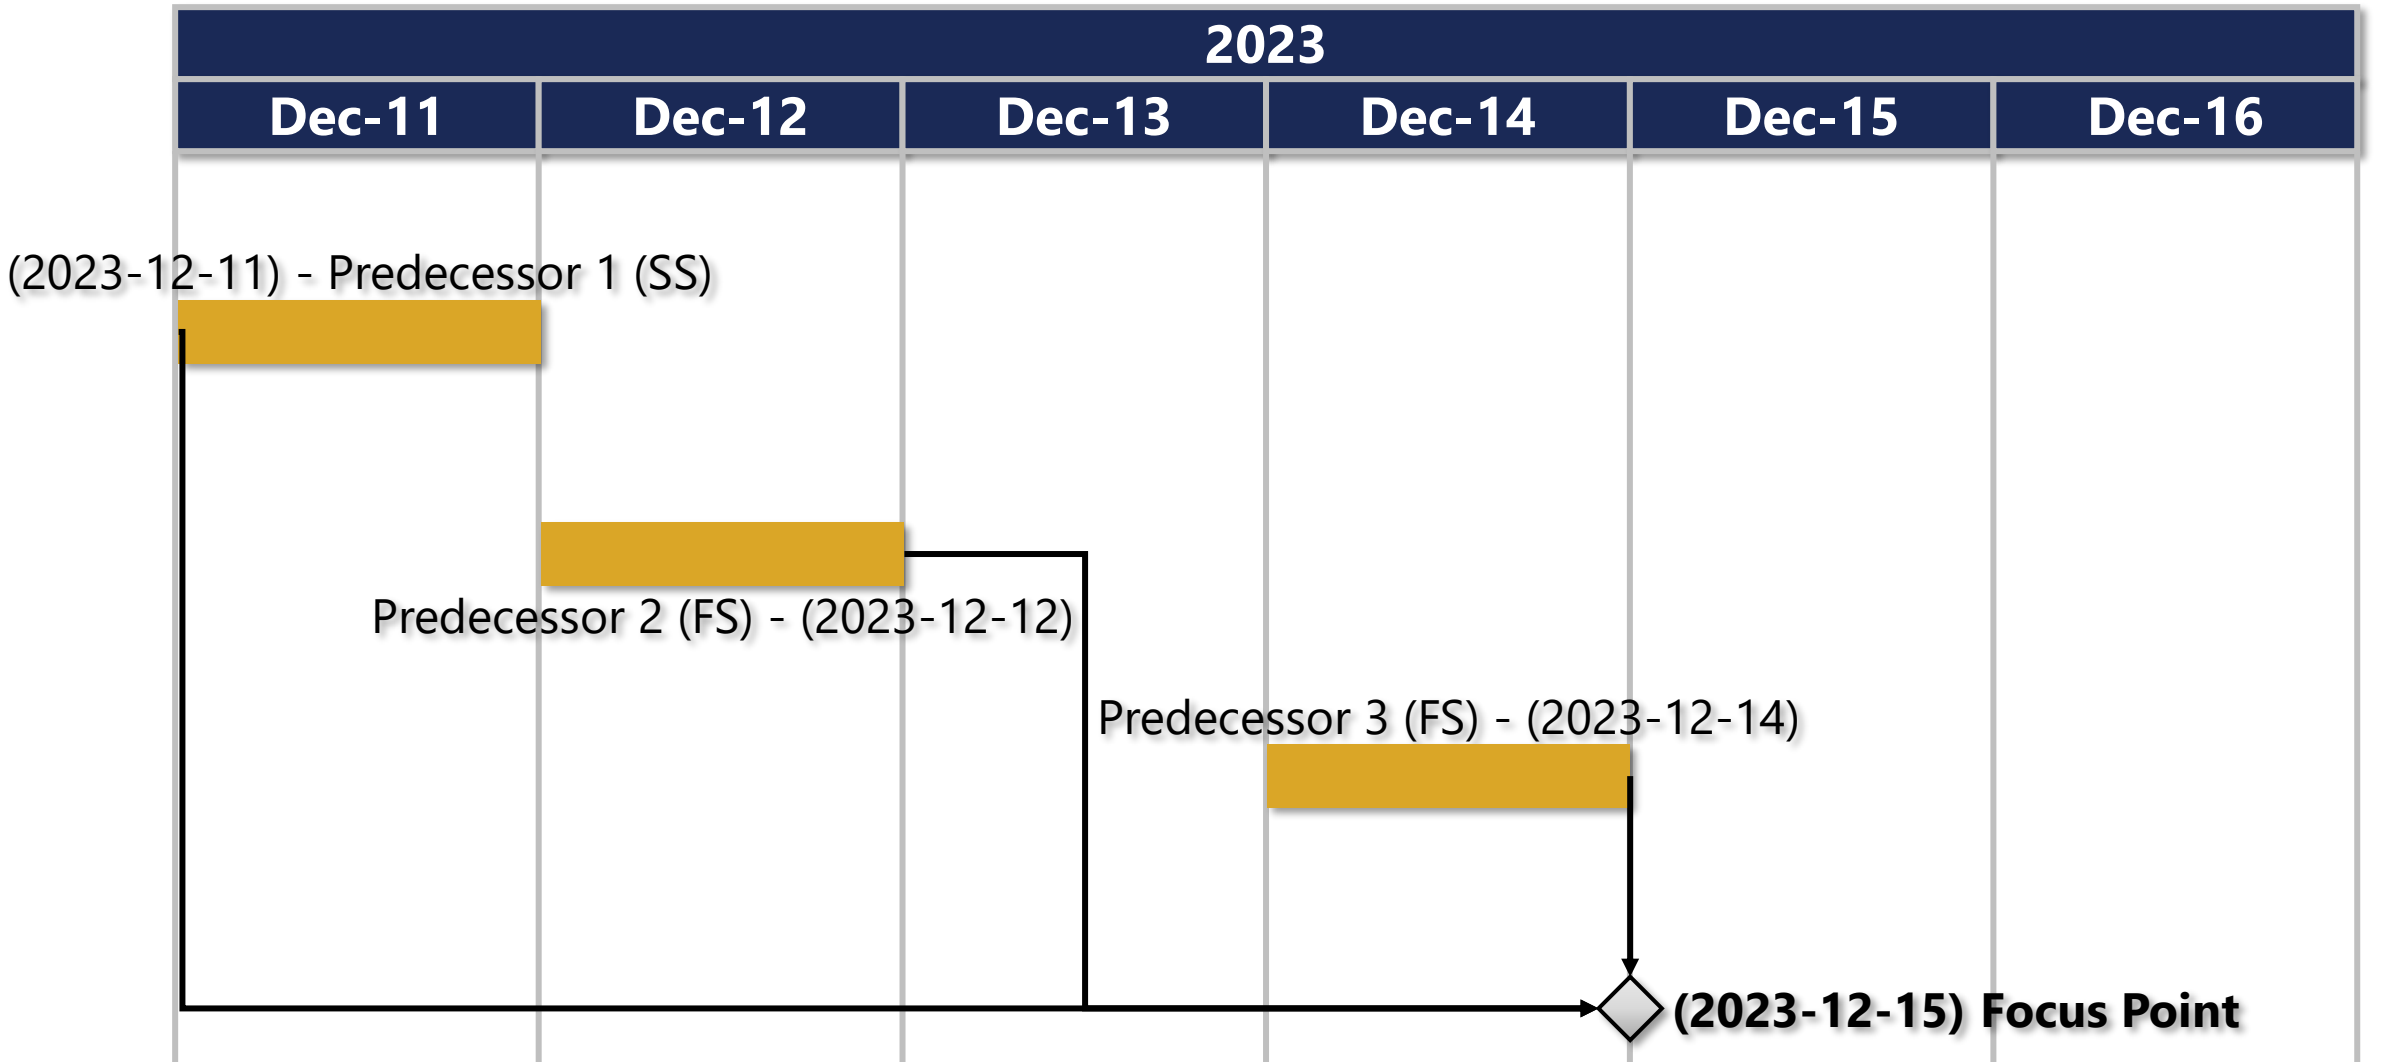 2023
Dec-11 Dec-12 Dec-13 Dec-14 Dec-15 Dec-16
(2023-12-11) - Predecessor 1 (SS)
Predecessor 2 (FS) - (2023-12-12)
Predecessor 3 (FS) - (2023-12-14)
(2023-12-15) Focus Point